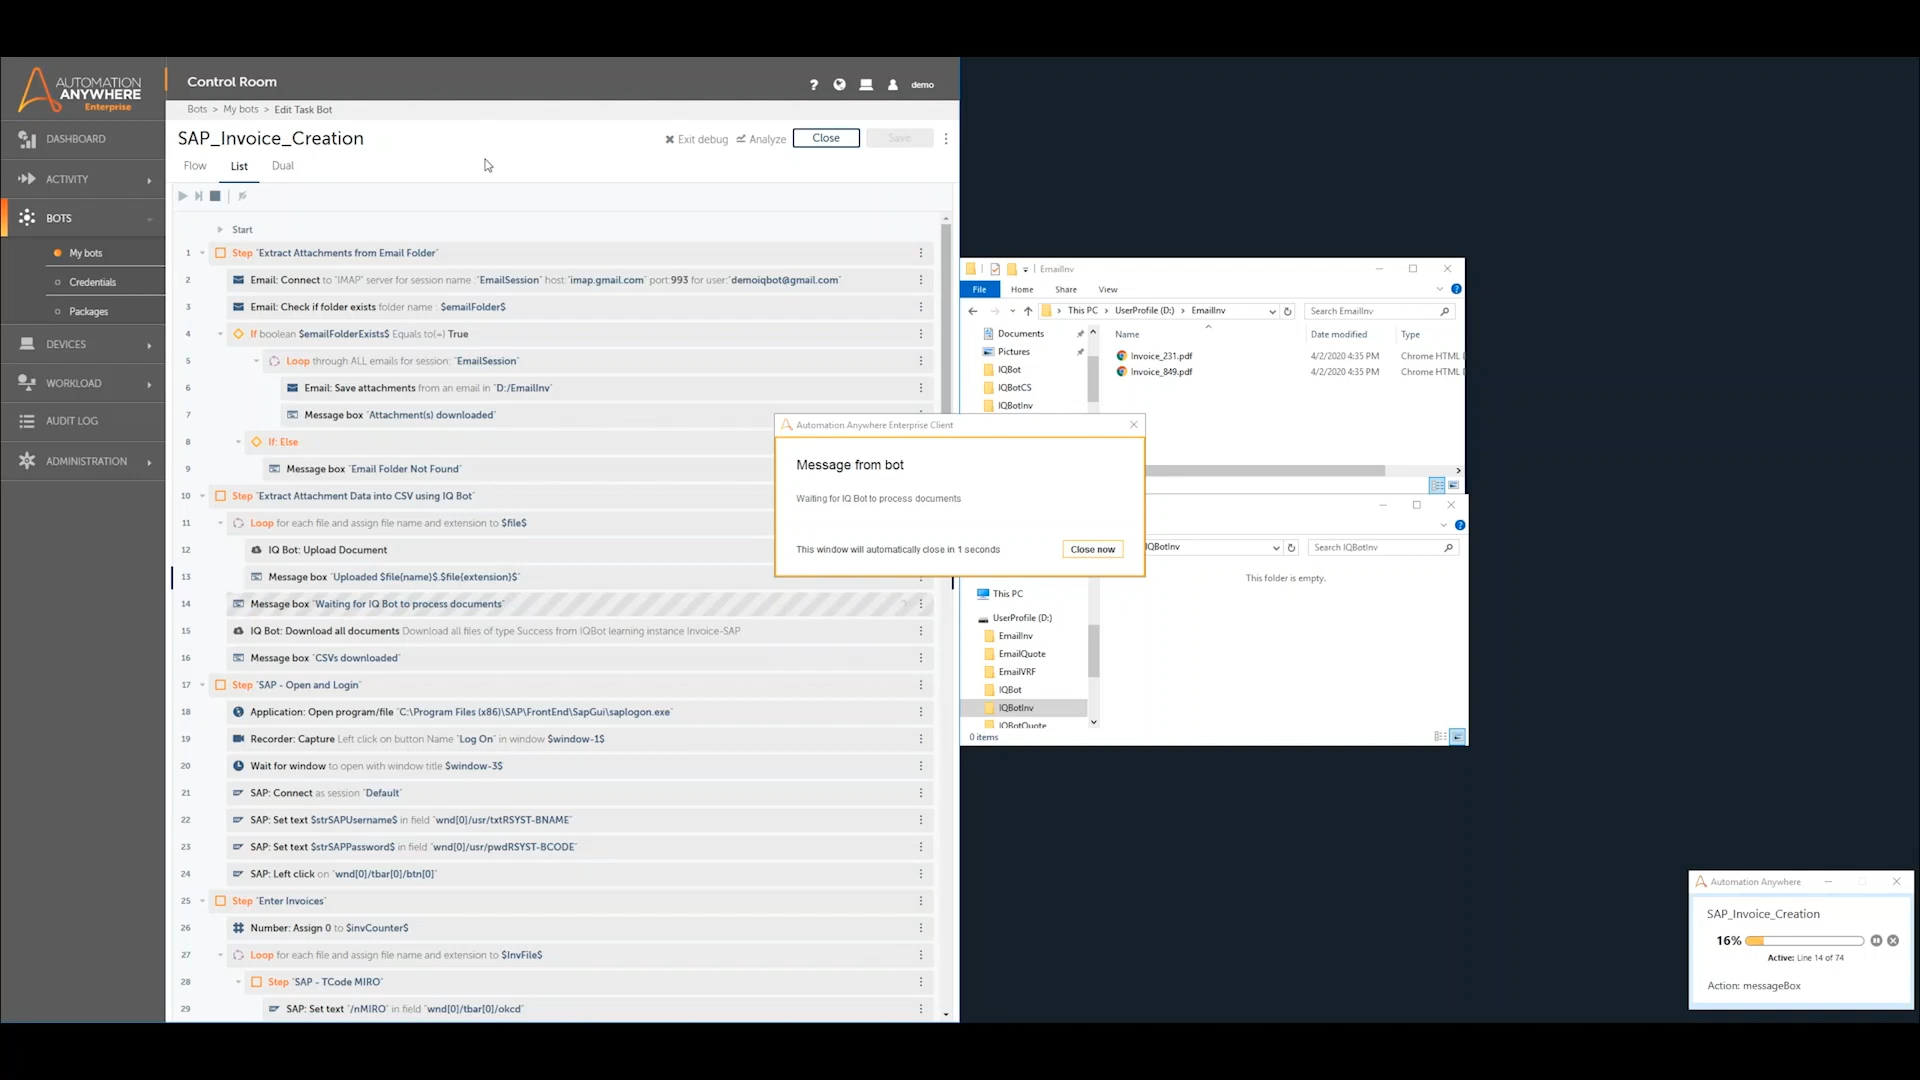 AUTOMATION
ANYWHERE
Enterprise
DASHBOARD
ACTIVITY
BOTS
My bots
Credentials
Packages
DEVICES
WORKLOAD
AUDIT LOG
ADMINISTRATION
Control Room
? demo
Bots > My bots > Edit Task Bot
SAP_Invoice_Creation
Exit debug Analyze Close Save
Flow List Dual
Start
1 Step "Extract Attachments from Email Folder"
2 Email: Connect to "IMAP" server for session name :"EmailSession" host:"imap.gmail.com" port:993 for user:"demoiqbot@gmail.com"
3 Email: Check if folder exists folder name : $emailFolder$
4 If boolean $emailFolderExists$ Equals to(=) True
5 Loop through ALL emails for session: "EmailSession"
6 Email: Save attachments from an email in "D:/EmailInv"
7 Message box "Attachment(s) downloaded"
8 If: Else
9 Message box "Email Folder Not Found"
10 Step "Extract Attachment Data into CSV using IQ Bot"
11 Loop for each file and assign file name and extension to $file$
12 IQ Bot: Upload Document
13 Message box "Uploaded $file{name}$.$file{extension}$"
14 Message box "Waiting for IQ Bot to process documents"
15 IQ Bot: Download all documents Download all files of type Success from IQBot learning instance Invoice-SAP
16 Message box "CSVs downloaded"
17 Step "SAP - Open and Login"
18 Application: Open program/file "C:\Program Files (x86)\SAP\FrontEnd\SapGui\saplogon.exe"
19 Recorder: Capture Left click on button Name "Log On" in window $window-1$
20 Wait for window to open with window title $window-3$
21 SAP: Connect as session "Default"
22 SAP: Set text $strSAPUsername$ in field "wnd[0]/usr/txtRSYST-BNAME"
23 SAP: Set text $strSAPPassword$ in field "wnd[0]/usr/pwdRSYST-BCODE"
24 SAP: Left click on "wnd[0]/tbar[0]/btn[0]"
25 Step "Enter Invoices"
26 Number: Assign 0 to $invCounter$
27 Loop for each file and assign file name and extension to $InvFile$
28 Step "SAP - TCode MIRO"
29 SAP: Set text "/nMIRO" in field "wnd[0]/tbar[0]/okcd"
EmailInv
File Home Share View
This PC > UserProfile (D:) > EmailInv
Search EmailInv
Documents
Pictures
IQBot
IQBotCS
IQBotInv
Name Date modified Type
Invoice_231.pdf 4/2/2020 4:35 PM Chrome HTML
Invoice_849.pdf 4/2/2020 4:35 PM Chrome HTML
Automation Anywhere Enterprise Client
Message from bot
Waiting for IQ Bot to process documents
This window will automatically close in 1 seconds
Close now
IQBotInv
Search IQBotInv
This folder is empty.
This PC
UserProfile (D:)
EmailInv
EmailQuote
EmailVRF
IQBot
IQBotInv
IQBotQuote
0 items
Automation Anywhere
SAP_Invoice_Creation
16%
Active: Line 14 of 74
Action: messageBox